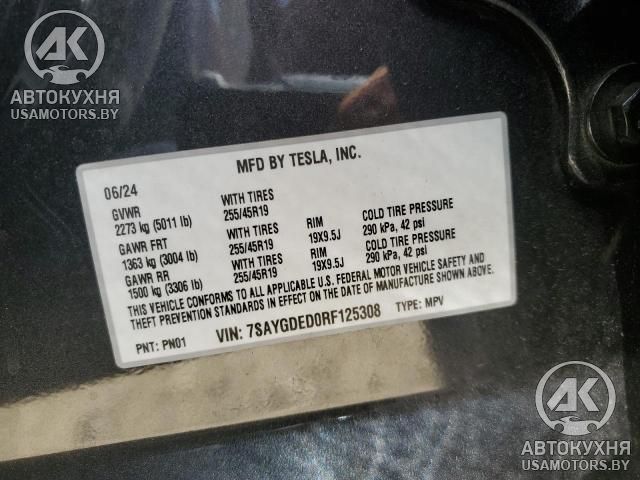 AK
АВТОКУХНЯ
USAMOTORS.BY
MFD BY TESLA, INC.
06/24
GVWR WITH TIRES
2273 kg (5011 lb) 255/45R19
GAWR FRT WITH TIRES RIM COLD TIRE PRESSURE
1363 kg (3004 lb) 255/45R19 19X9.5J 290 kPa, 42 psi
GAWR RR WITH TIRES RIM COLD TIRE PRESSURE
1500 kg (3306 lb) 255/45R19 19X9.5J 290 kPa, 42 psi
THIS VEHICLE CONFORMS TO ALL APPLICABLE U.S. FEDERAL MOTOR VEHICLE SAFETY AND
THEFT PREVENTION STANDARDS IN EFFECT ON THE DATE OF MANUFACTURE SHOWN ABOVE.
PNT: PN01 VIN: 7SAYGDED0RF125308 TYPE: MPV
AK
АВТОКУХНЯ
USAMOTORS.BY